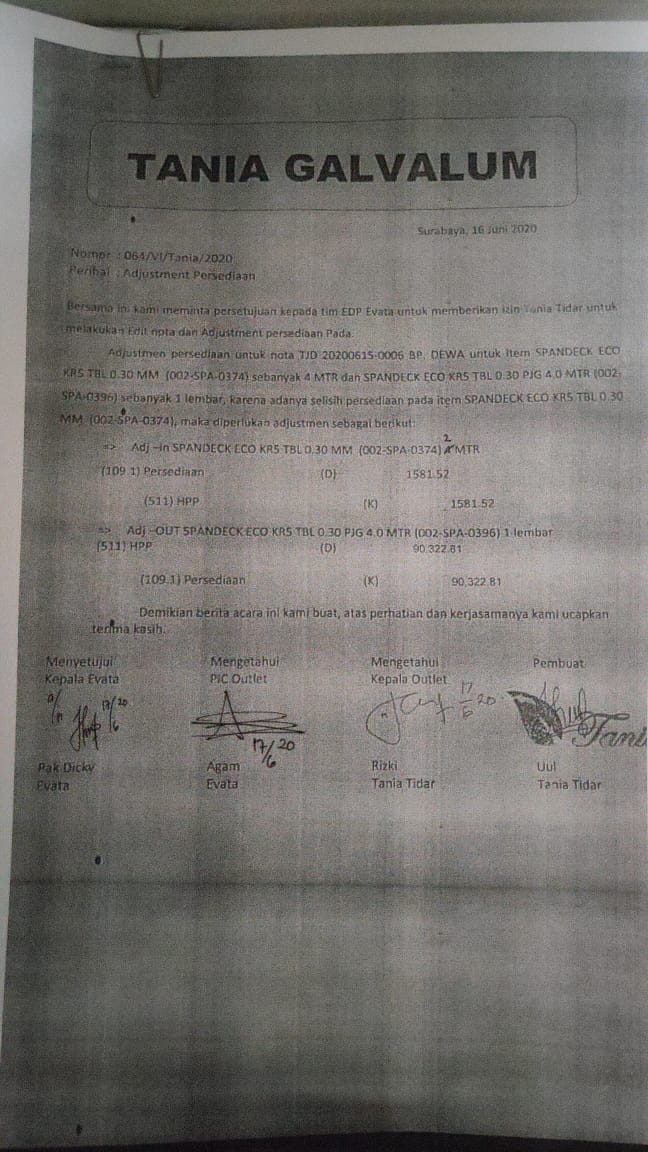 TANIA GALVALUM
Surabaya, 16 Juni 2020
Nomor : 064/VI/Tania/2020
Perihal : Adjustment Persediaan
Bersama ini kami meminta persetujuan kepada tim EDP Evata untuk memberikan izin Tania Tidar untuk
melakukan Edit nota dan Adjustment persediaan Pada
Adjustmen persediaan untuk nota TJD 20200615-0006 BP. DEWA untuk Item SPANDECK ECO
KR5 TBL 0.30 MM (002-SPA-0374) sebanyak 4 MTR dan SPANDECK ECO KR5 TBL 0.30 PJG 4.0 MTR (002-
SPA-0396) sebanyak 1 lembar, karena adanya selisih persediaan pada item SPANDECK ECO KR5 TBL 0.30
MM (002-SPA-0374), maka diperlukan adjustmen sebagai berikut:
=> Adj -in SPANDECK ECO KR5 TBL 0.30 MM (002-SPA-0374) 2 MTR
(109.1) Persediaan (D) 1581.52
(511) HPP (K) 1581.52
=> Adj -OUT SPANDECK ECO KR5 TBL 0.30 PJG 4.0 MTR (002-SPA-0396) 1 lembar
(511) HPP (D) 90,322.81
(109.1) Persediaan (K) 90,322.81
Demikian berita acara ini kami buat, atas perhatian dan kerjasamanya kami ucapkan
terima kasih.
Menyetujui Mengetahui Mengetahui Pembuat
Kepala Evata PIC Outlet Kepala Outlet
a/n 17/6 20 17/6 20 17/6 20 Tani
Pak Dicky Agam Rizki Uul
Evata Evata Tania Tidar Tania Tidar